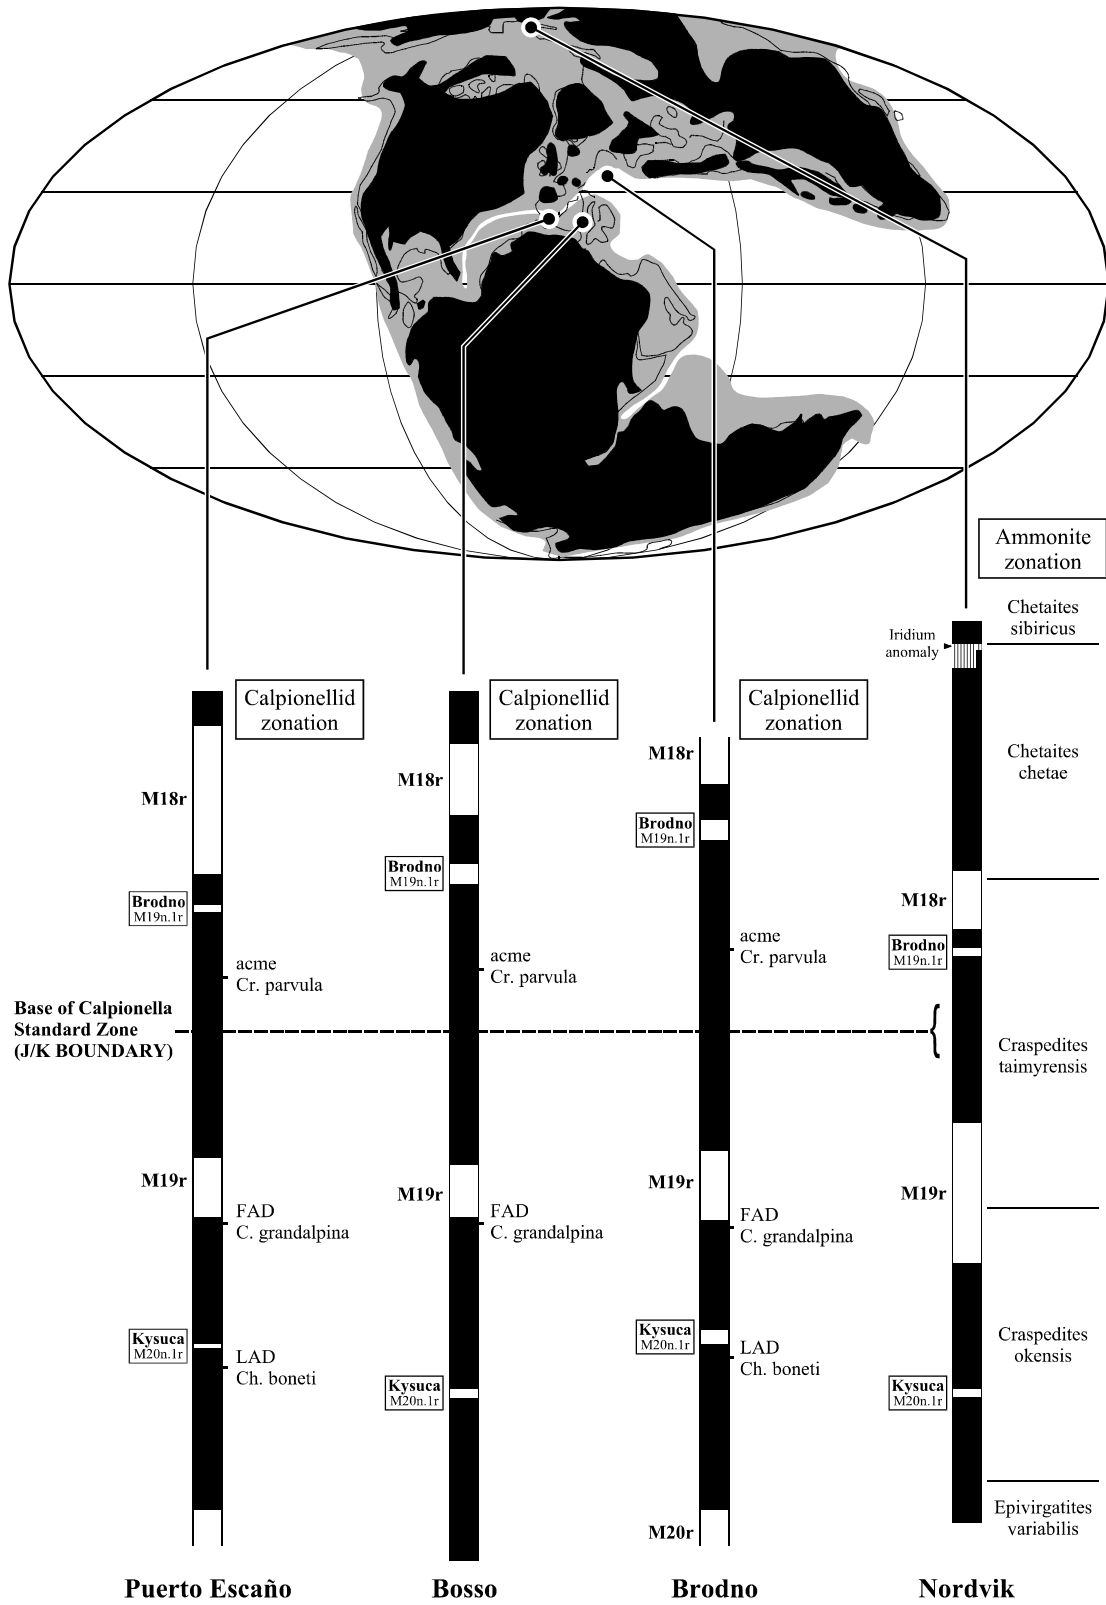 Ammonite
zonation
Chetaites
sibiricus
Iridium
anomaly
Chetaites
chetae
Craspedites
taimyrensis
Craspedites
okensis
Epivirgatites
variabilis
Calpionellid
zonation
Calpionellid
zonation
Calpionellid
zonation
M18r
Brodno
M19n.1r
acme
Cr. parvula
Base of Calpionella
Standard Zone
(J/K BOUNDARY)
M19r
FAD
C. grandalpina
Kysuca
M20n.1r
LAD
Ch. boneti
Puerto Escaño
M18r
Brodno
M19n.1r
acme
Cr. parvula
M19r
FAD
C. grandalpina
Kysuca
M20n.1r
Bosso
M18r
Brodno
M19n.1r
acme
Cr. parvula
M19r
FAD
C. grandalpina
Kysuca
M20n.1r
LAD
Ch. boneti
M20r
Brodno
M18r
Brodno
M19n.1r
M19r
Kysuca
M20n.1r
Nordvik